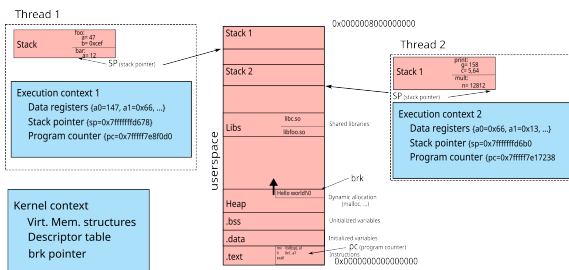 Thread 1
Stack
foo:
a= 47
b= 0xcef
bar:
a= 12
SP (stack pointer)
Execution context 1
Data registers {a0=147, a1=0x66, ...}
Stack pointer {sp=0x7fffffffd678}
Program counter {pc=0x7fffff7e8f0d0
Kernel context
Virt. Mem. structures
Descriptor table
brk pointer
userspace
0x0000008000000000
Stack 1
Stack 2
Libs
libc.so
libfoo.so
Shared libraries
brk
Hello world!\0
Heap
Dynamic allocation
(malloc, ...)
.bss
Unitialized variables
.data
Initialized variables
pc (program counter)
.text
Instructions
0x0000000000000000
Thread 2
Stack 1
print:
g= 158
c= 5,64
mult:
n= 12812
SP (stack pointer)
Execution context 2
Data registers {a0=0x66, a1=0x13, ...}
Stack pointer {sp=0x7fffffffd6b0
Program counter {pc=0x7fffff7e17238